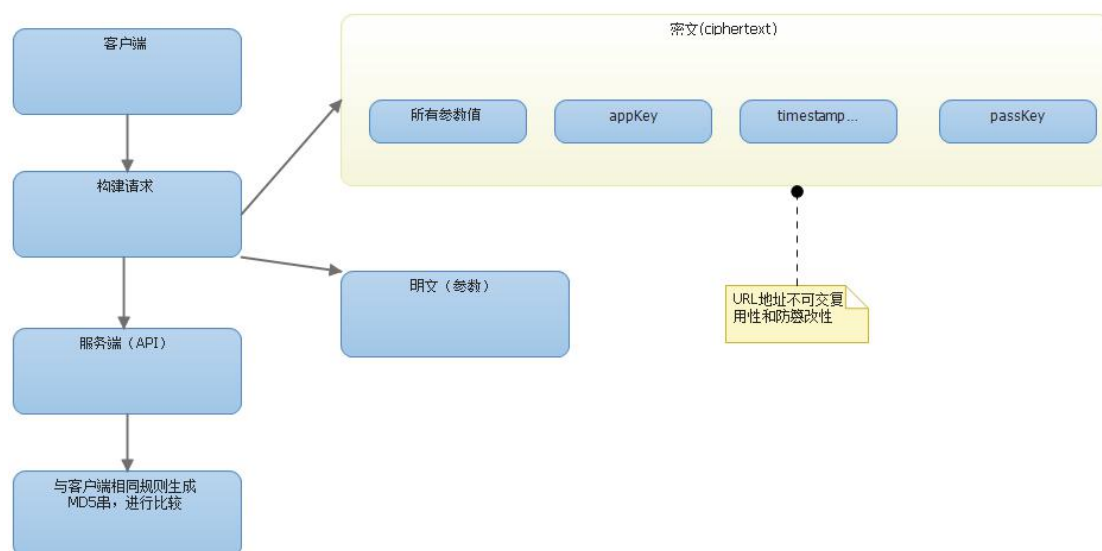 客户端
密文(ciphertext)
所有参数值
appKey
timestamp...
passKey
构建请求
明文（参数）
URL地址不可交复
用性和防篡改性
服务端（API）
与客户端相同规则生成
MD5串，进行比较